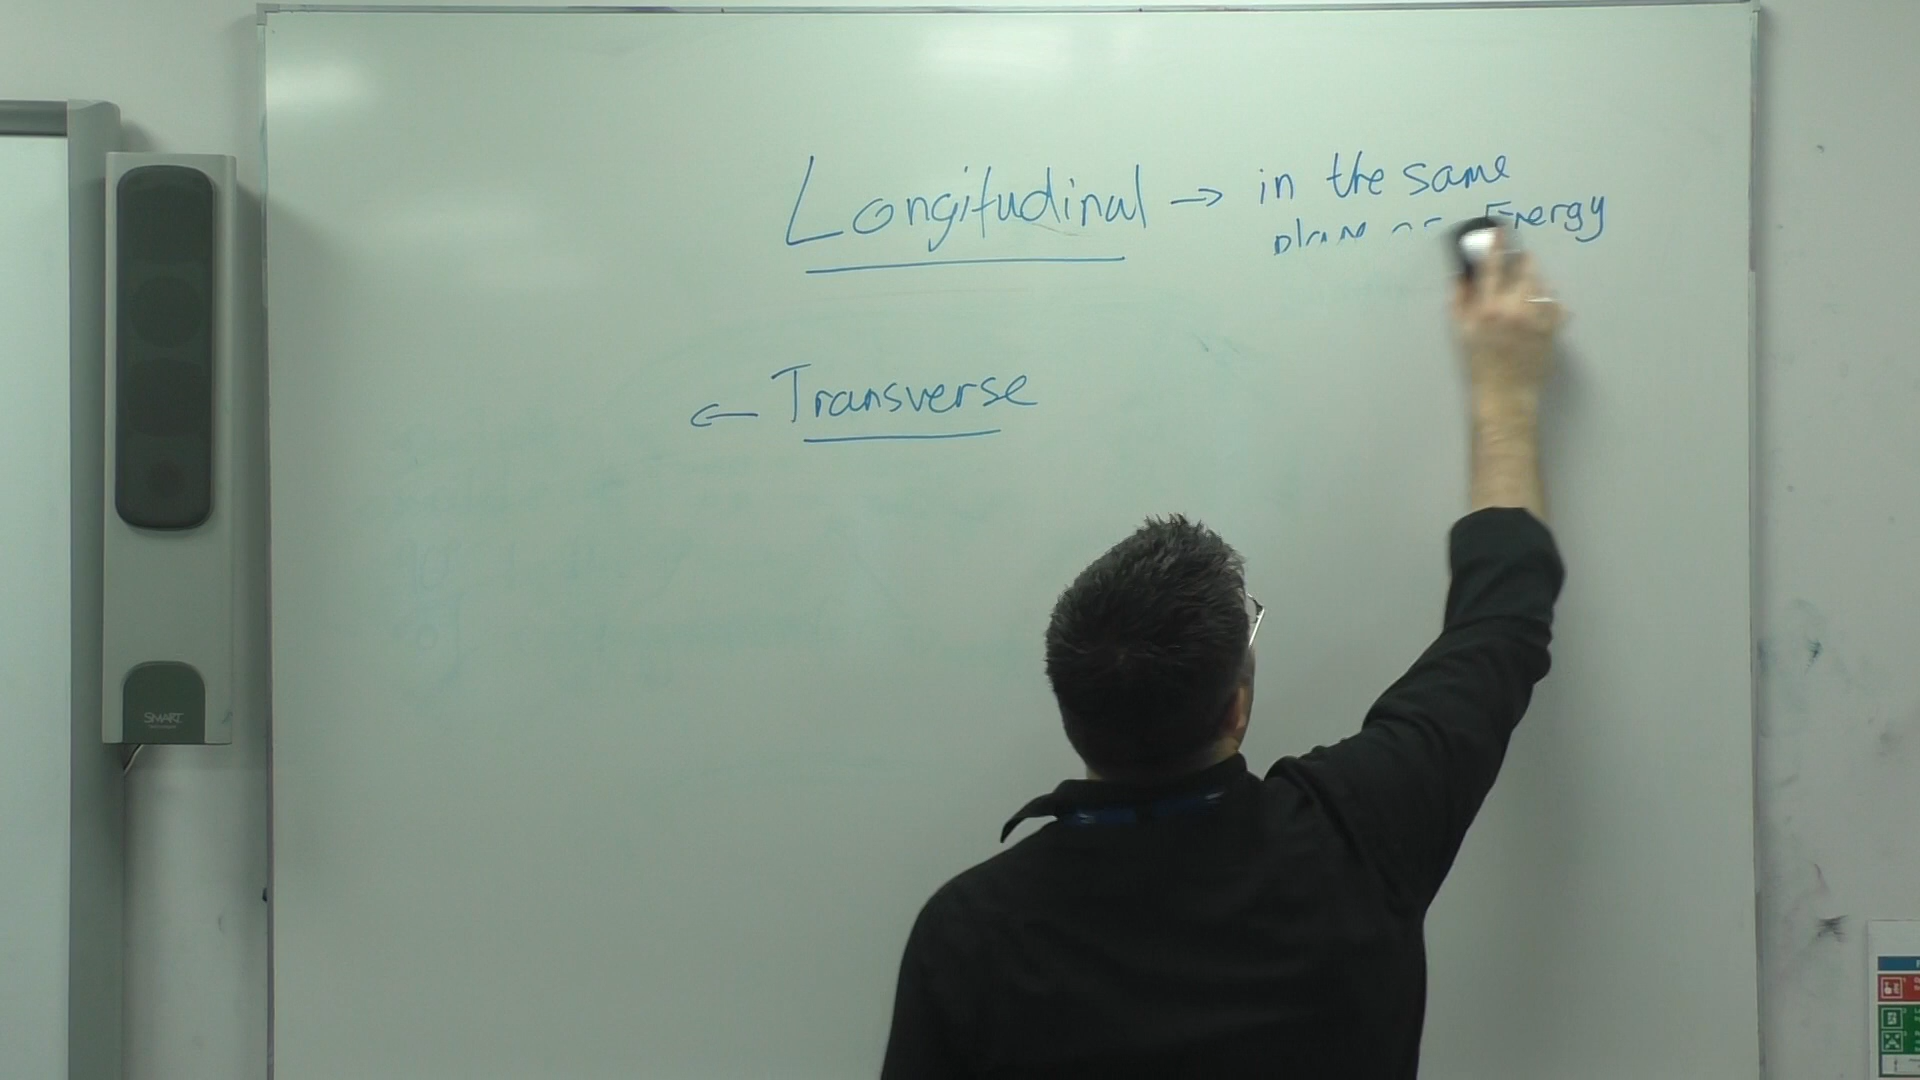 Longitudinal → in the same
Energy
← Transverse
SMART